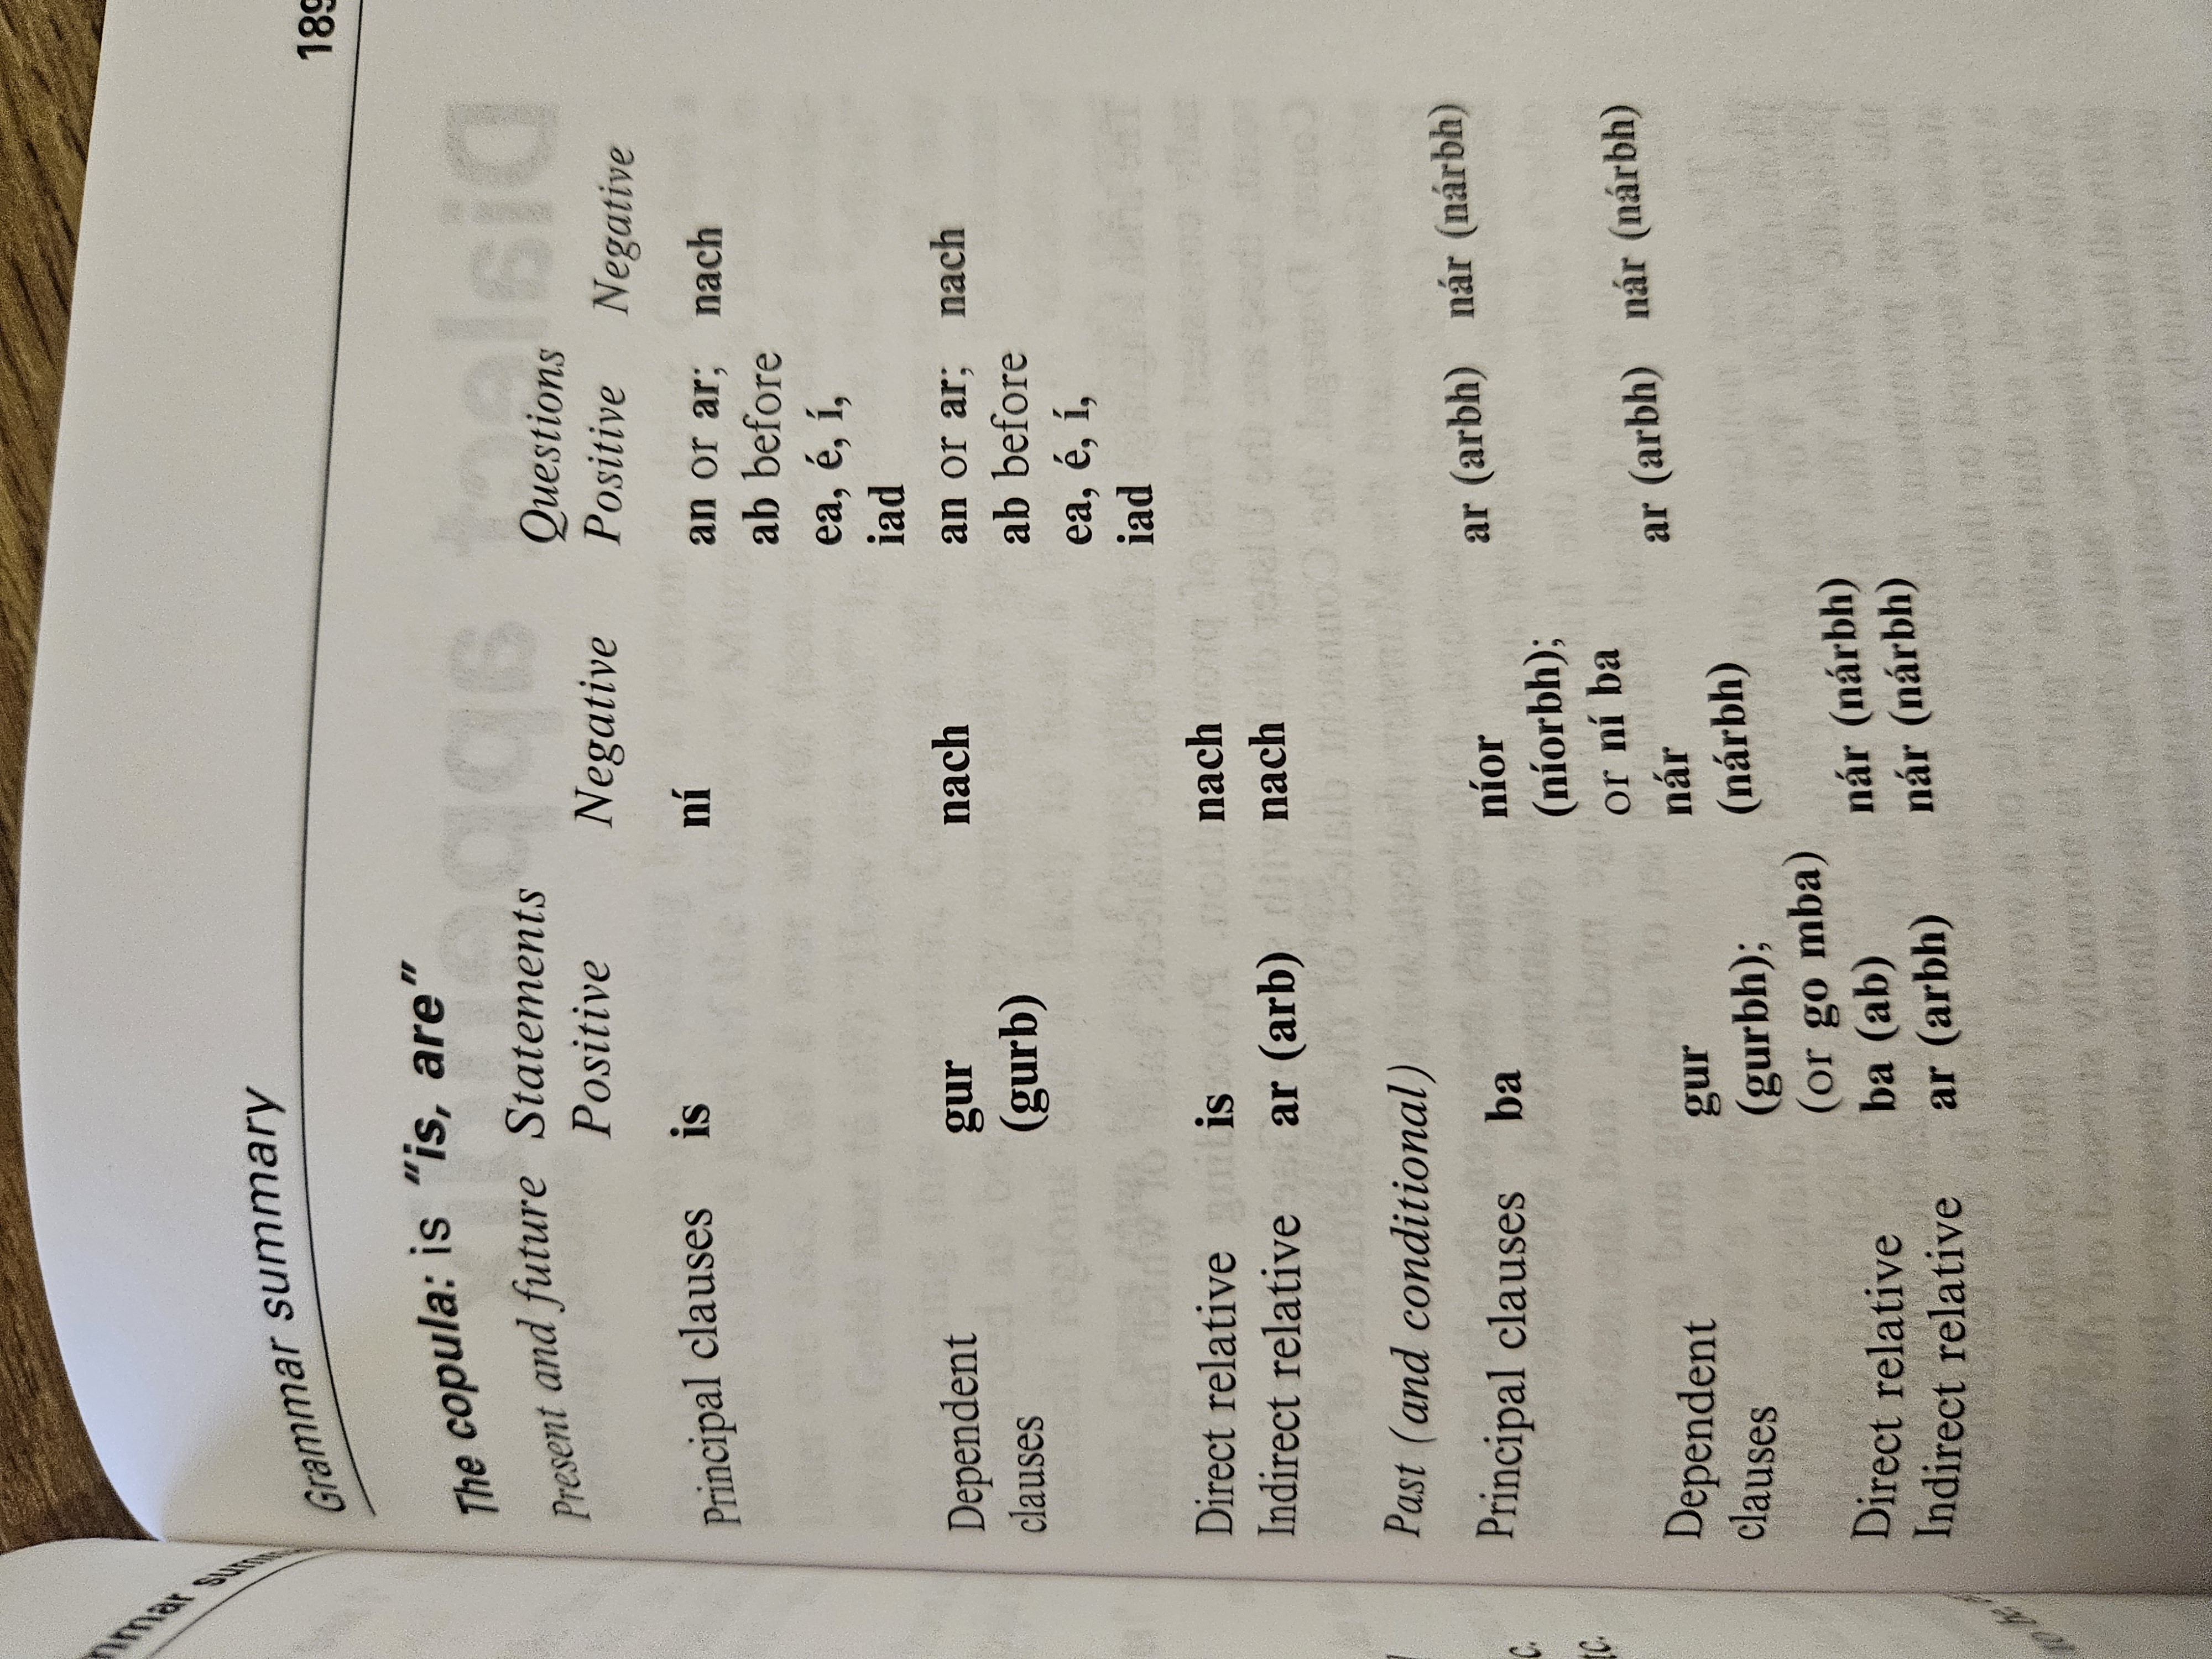 Grammar summary 189
The copula: is "is, are"
Present and future Statements Questions
Positive Negative Positive Negative
Principal clauses is ní an or ar; nach
ab before
ea, é, í,
iad
Dependent gur nach an or ar; nach
clauses (gurb) ab before
ea, é, í,
iad
Direct relative is nach
Indirect relative ar (arb) nach
Past (and conditional)
Principal clauses ba níor ar (arbh) nár (nárbh)
(níorbh);
or ní ba
Dependent gur nár ar (arbh) nár (nárbh)
clauses (gurbh); (nárbh)
(or go mba)
Direct relative ba (ab) nár (nárbh)
Indirect relative ar (arbh) nár (nárbh)